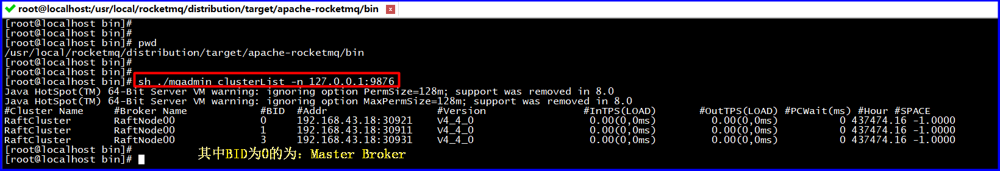 root@localhost:/usr/local/rocketmq/distribution/target/apache-rocketmq/bin x
[root@localhost bin]#
[root@localhost bin]#
[root@localhost bin]# pwd
/usr/local/rocketmq/distribution/target/apache-rocketmq/bin
[root@localhost bin]#
[root@localhost bin]#
[root@localhost bin]# sh ./mqadmin clusterList -n 127.0.0.1:9876
Java HotSpot(TM) 64-Bit Server VM warning: ignoring option PermSize=128m; support was removed in 8.0
Java HotSpot(TM) 64-Bit Server VM warning: ignoring option MaxPermSize=128m; support was removed in 8.0
#Cluster Name #Broker Name #BID #Addr #Version #InTPS(LOAD) #OutTPS(LOAD) #PCWait(ms) #Hour #SPACE
RaftCluster RaftNode00 0 192.168.43.18:30921 V4_4_0 0.00(0,0ms) 0.00(0,0ms) 0 437474.16 -1.0000
RaftCluster RaftNode00 1 192.168.43.18:30911 V4_4_0 0.00(0,0ms) 0.00(0,0ms) 0 437474.16 -1.0000
RaftCluster RaftNode00 3 192.168.43.18:30931 V4_4_0 0.00(0,0ms) 0.00(0,0ms) 0 437474.16 -1.0000
[root@localhost bin]#
其中BID为0的为：Master Broker
[root@localhost bin]#